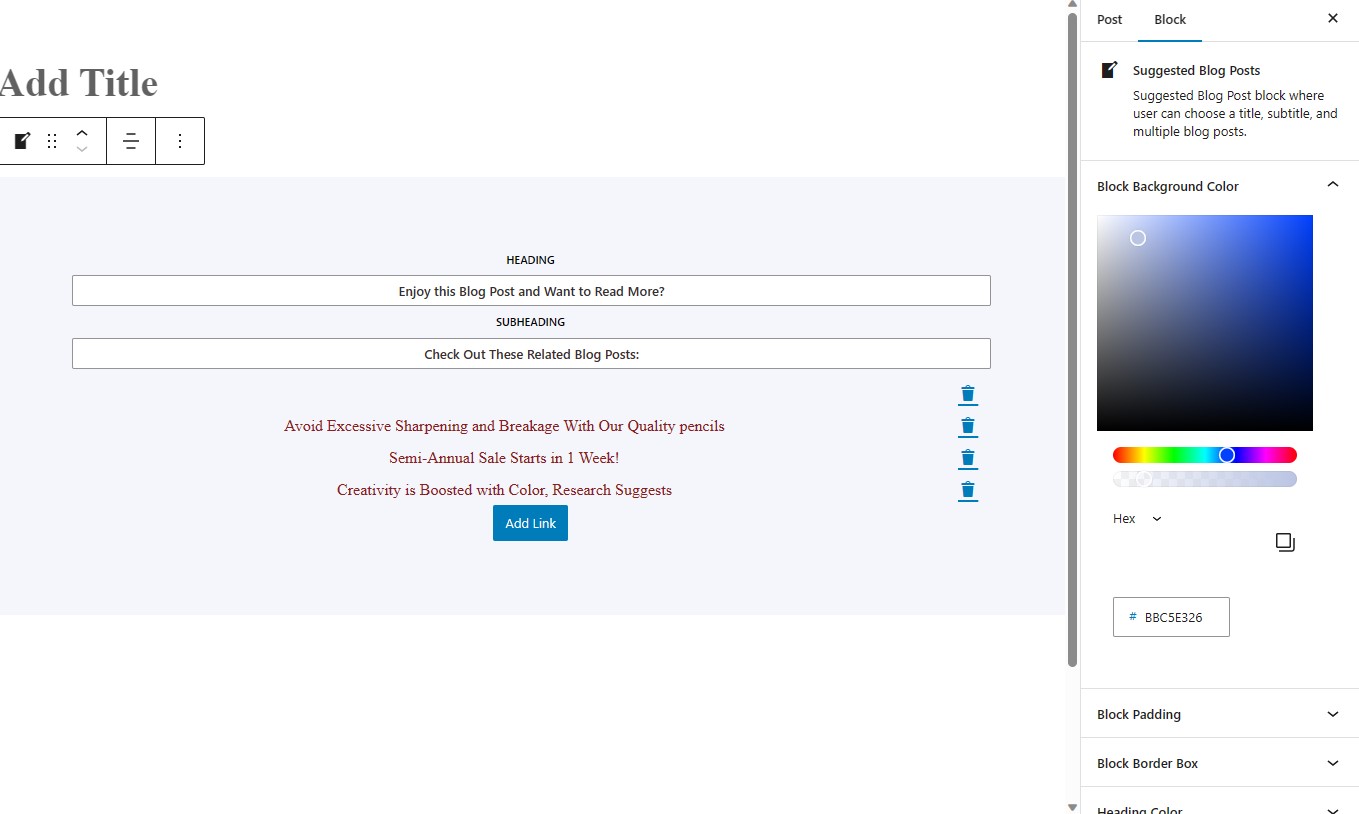 Post
Block
Add Title
Suggested Blog Posts
Suggested Blog Post block where
user can choose a title, subtitle, and
multiple blog posts.
Block Background Color
HEADING
Enjoy this Blog Post and Want to Read More?
SUBHEADING
Check Out These Related Blog Posts:
Avoid Excessive Sharpening and Breakage With Our Quality pencils
Semi-Annual Sale Starts in 1 Week!
Creativity is Boosted with Color, Research Suggests
Add Link
Hex
# BBC5E326
Block Padding
Block Border Box
Heading Color